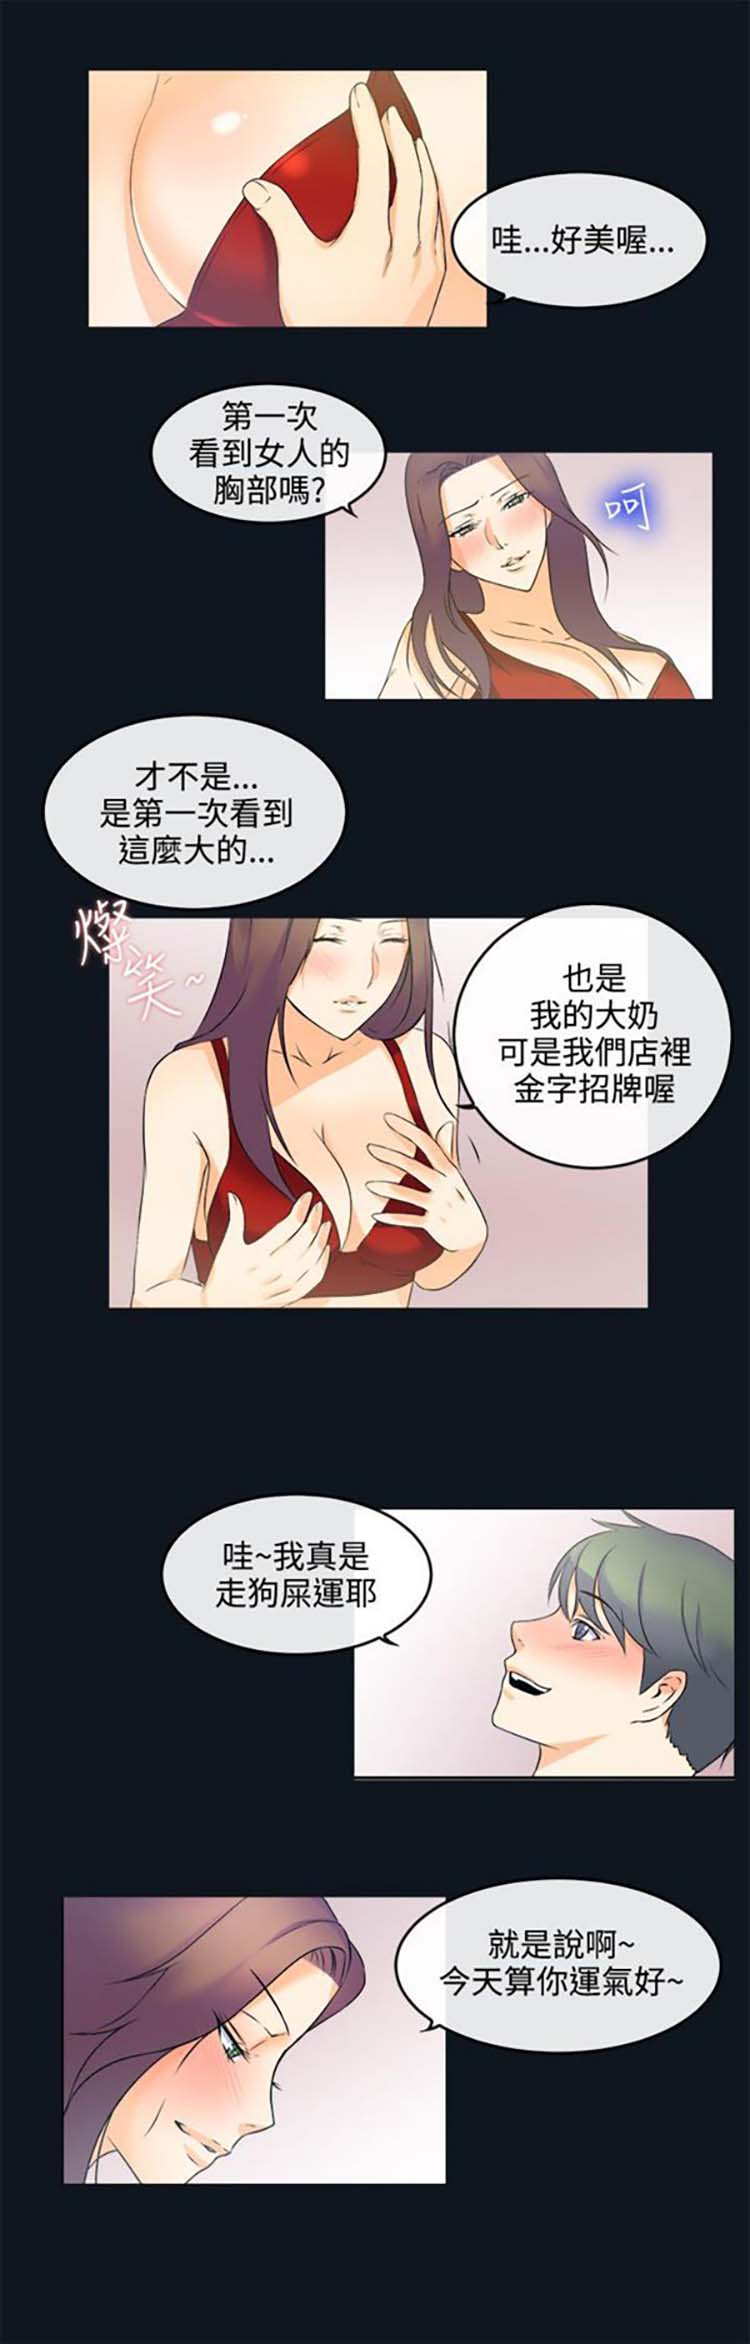 哇...好美喔...
第一次
看到女人的
胸部嗎?
呵
才不是...
是第一次看到
這麼大的...
燦笑~
也是
我的大奶
可是我們店裡
金字招牌喔
哇~我真是
走狗屎運耶
就是說啊~
今天算你運氣好~